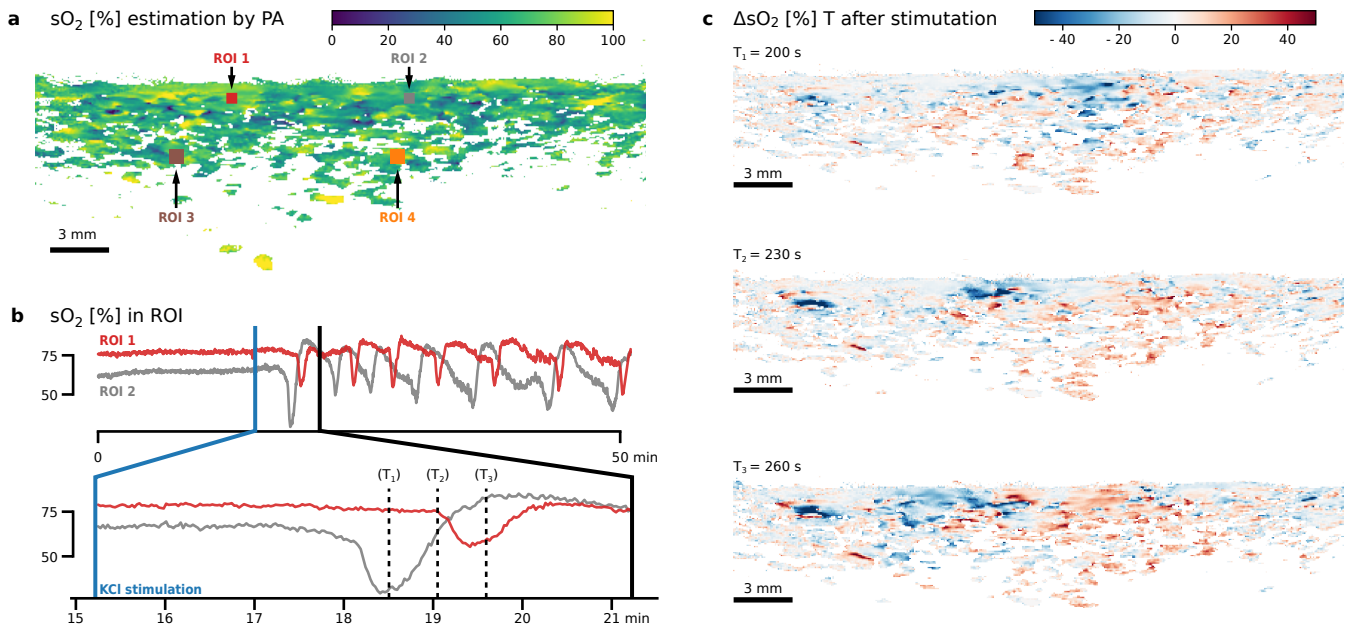 a sO2 [%] estimation by PA
0 20 40 60 80 100
ROI 1
ROI 2
ROI 3
ROI 4
3 mm
b sO2 [%] in ROI
ROI 1
75
50
ROI 2
0
50 min
(T1) (T2) (T3)
75
50
KCl stimulation
15 16 17 18 19 20 21 min
c ΔsO2 [%] T after stimutation
- 40 - 20 0 20 40
T1 = 200 s
3 mm
T2 = 230 s
3 mm
T3 = 260 s
3 mm